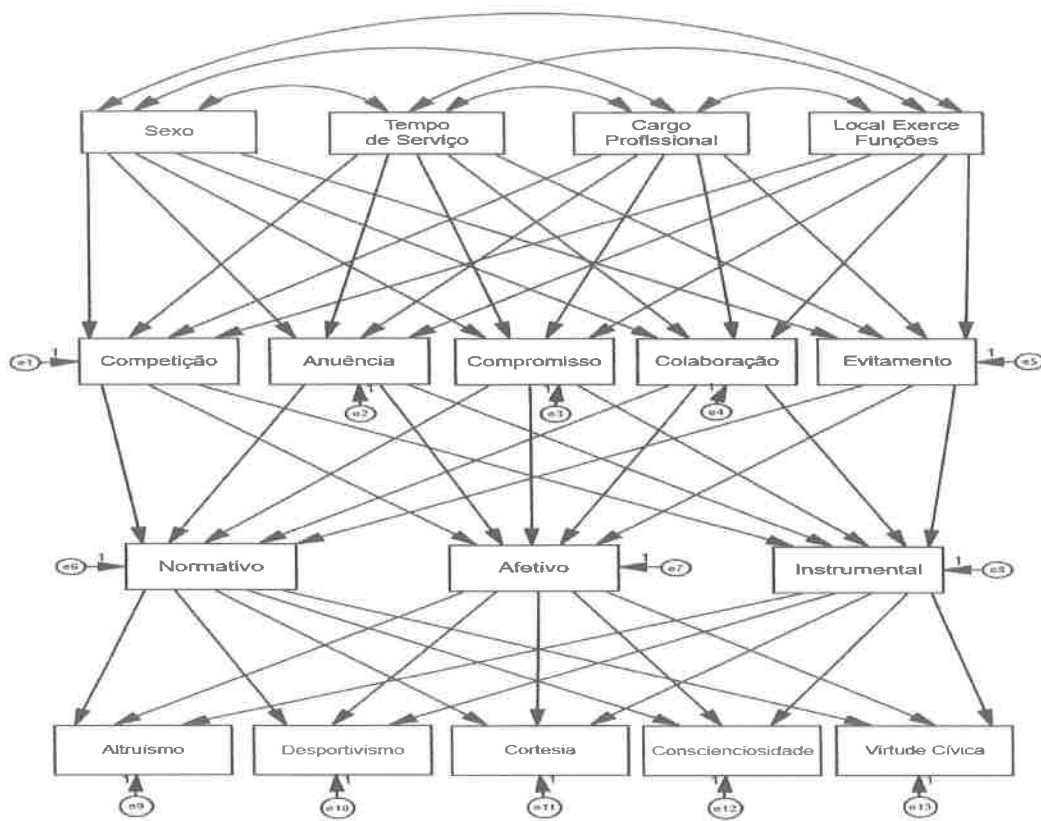 Sexo
Tempo
de Serviço
Cargo
Profissional
Local Exerce
Funções
e1
1
Competição
Anuência
Compromisso
Colaboração
Evitamento
1
e5
1
e2
1
e3
1
e4
e6
1
Normativo
Afetivo
1
e7
Instrumental
1
e8
Altruísmo
Desportivismo
Cortesia
Conscienciosidade
Virtude Cívica
1
e9
1
e10
1
e11
1
e12
1
e13